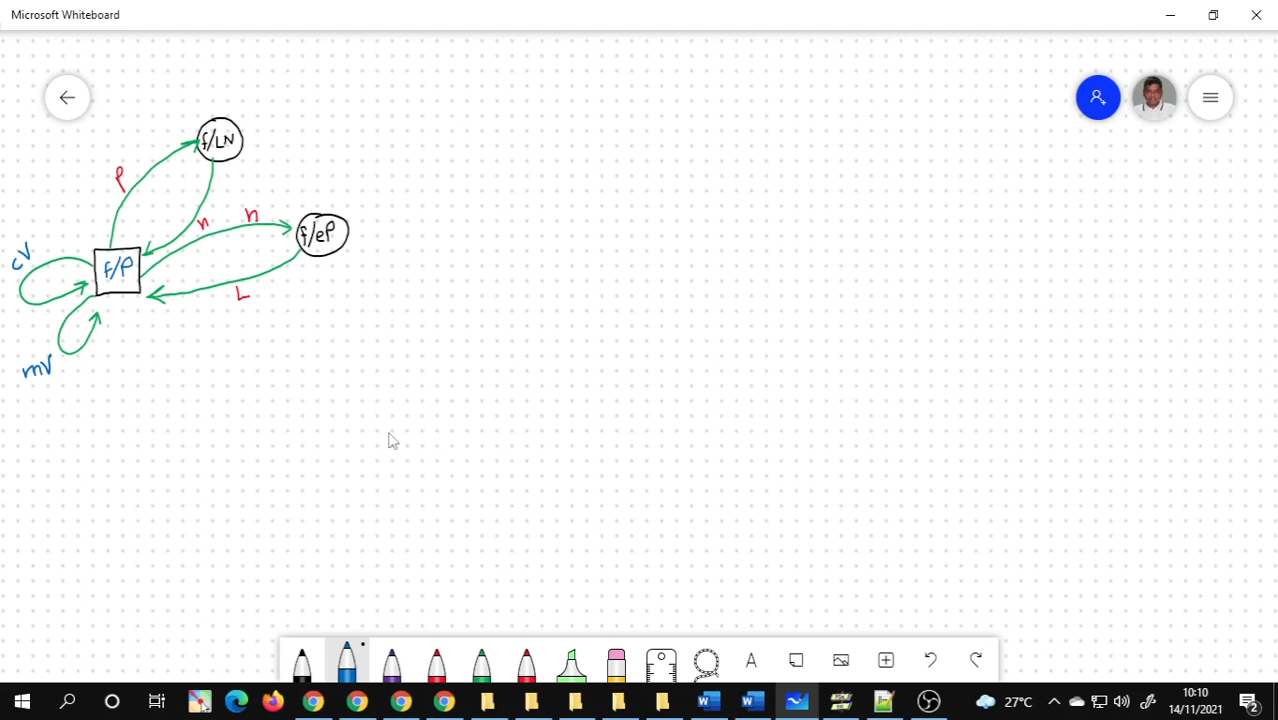 Microsoft Whiteboard
f/LN
P
n
n
f/eP
cV
f/P
L
mV
A
27°C
10:10
14/11/2021
2